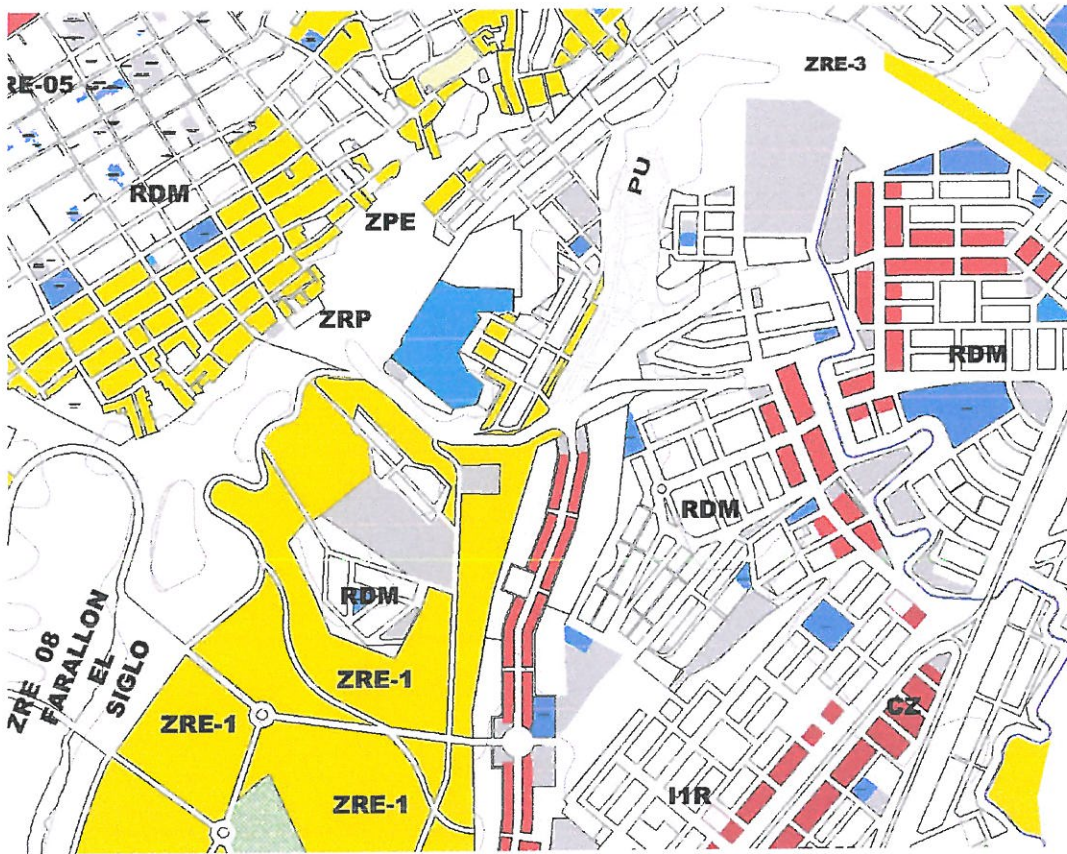 ZRE-3
RE-05
PU
RDM
ZPE
ZRP
RDM
RDM
RDM
ZRE 08
FARALLON
EL
SIGLO
ZRE-1
ZRE-1
CZ
I1R
ZRE-1